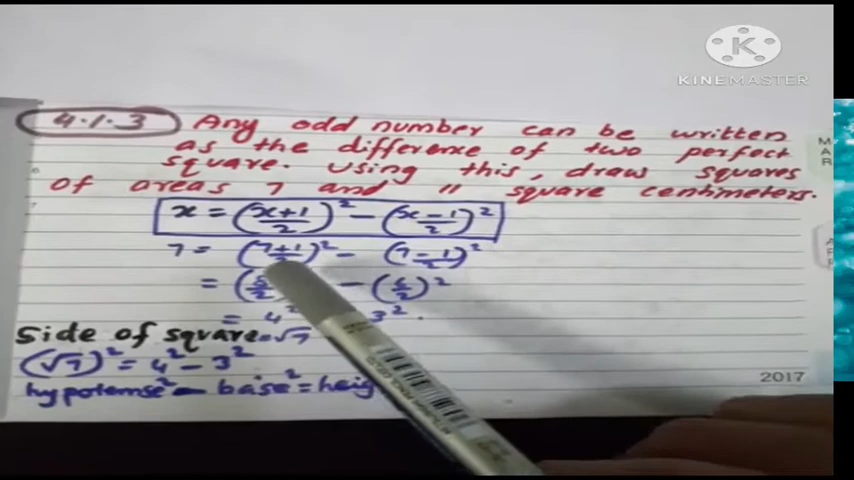 KINEMASTER
4.1.3 Any odd number can be written
as the difference of two perfect
square. Using this, draw squares
of areas 7 and 11 square centimeters.
x = (x+1/2)² - (x-1/2)²
7 = (7+1/2)² - (7-1/2)²
= (8/2) - (6/2)²
= 4² 3².
Side of square = √7
(√7)² = 4² - 3²
hypotenuse² - base² =
2017